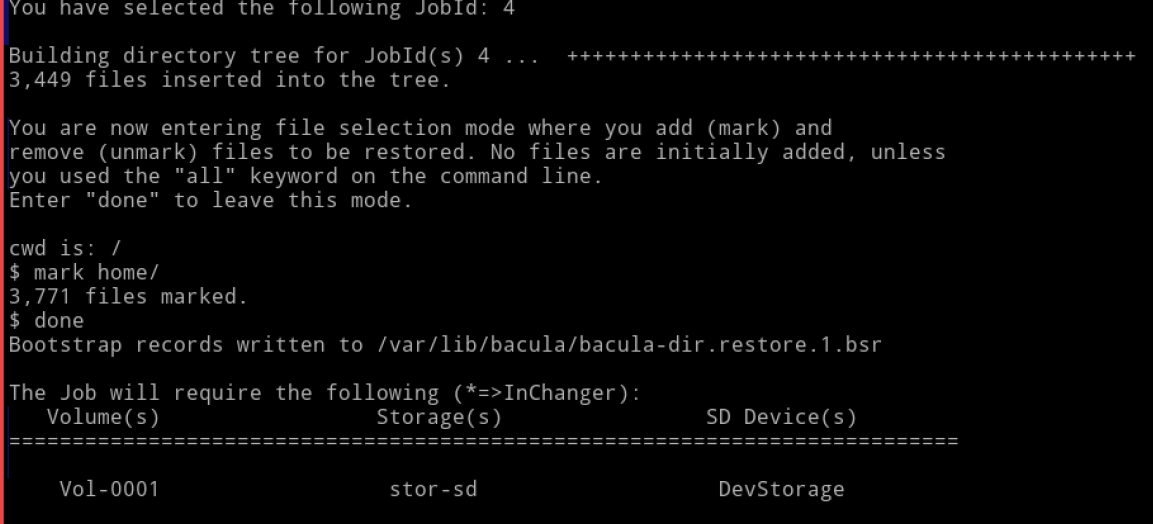 You have selected the following JobId: 4
Building directory tree for JobId(s) 4 ...  +++++++++++++++++++++++++++++++++++++++++++++
3,449 files inserted into the tree.
You are now entering file selection mode where you add (mark) and
remove (unmark) files to be restored. No files are initially added, unless
you used the "all" keyword on the command line.
Enter "done" to leave this mode.
cwd is: /
$ mark home/
3,771 files marked.
$ done
Bootstrap records written to /var/lib/bacula/bacula-dir.restore.1.bsr
The Job will require the following (*=>InChanger):
   Volume(s)                 Storage(s)                SD Device(s)
===========================================================================
    Vol-0001                  stor-sd                   DevStorage